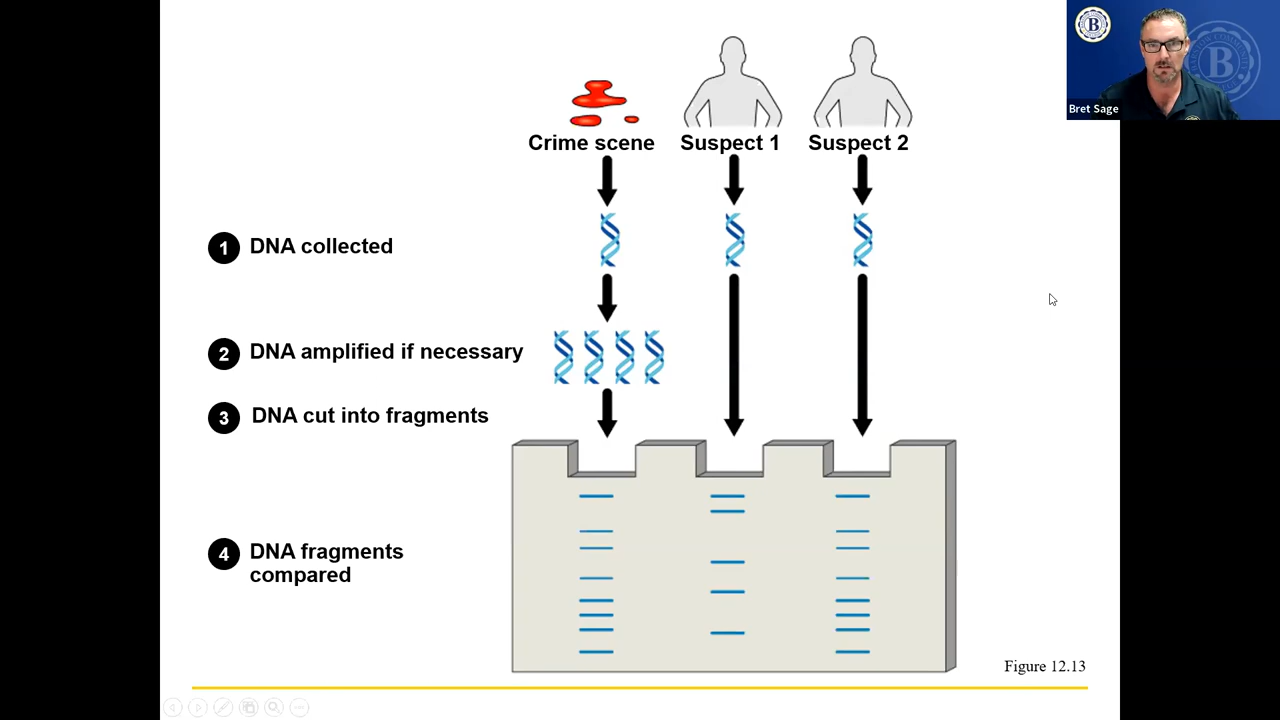 B
Bret Sage
Crime scene
Suspect 1
Suspect 2
1 DNA collected
2 DNA amplified if necessary
3 DNA cut into fragments
4 DNA fragments
compared
Figure 12.13